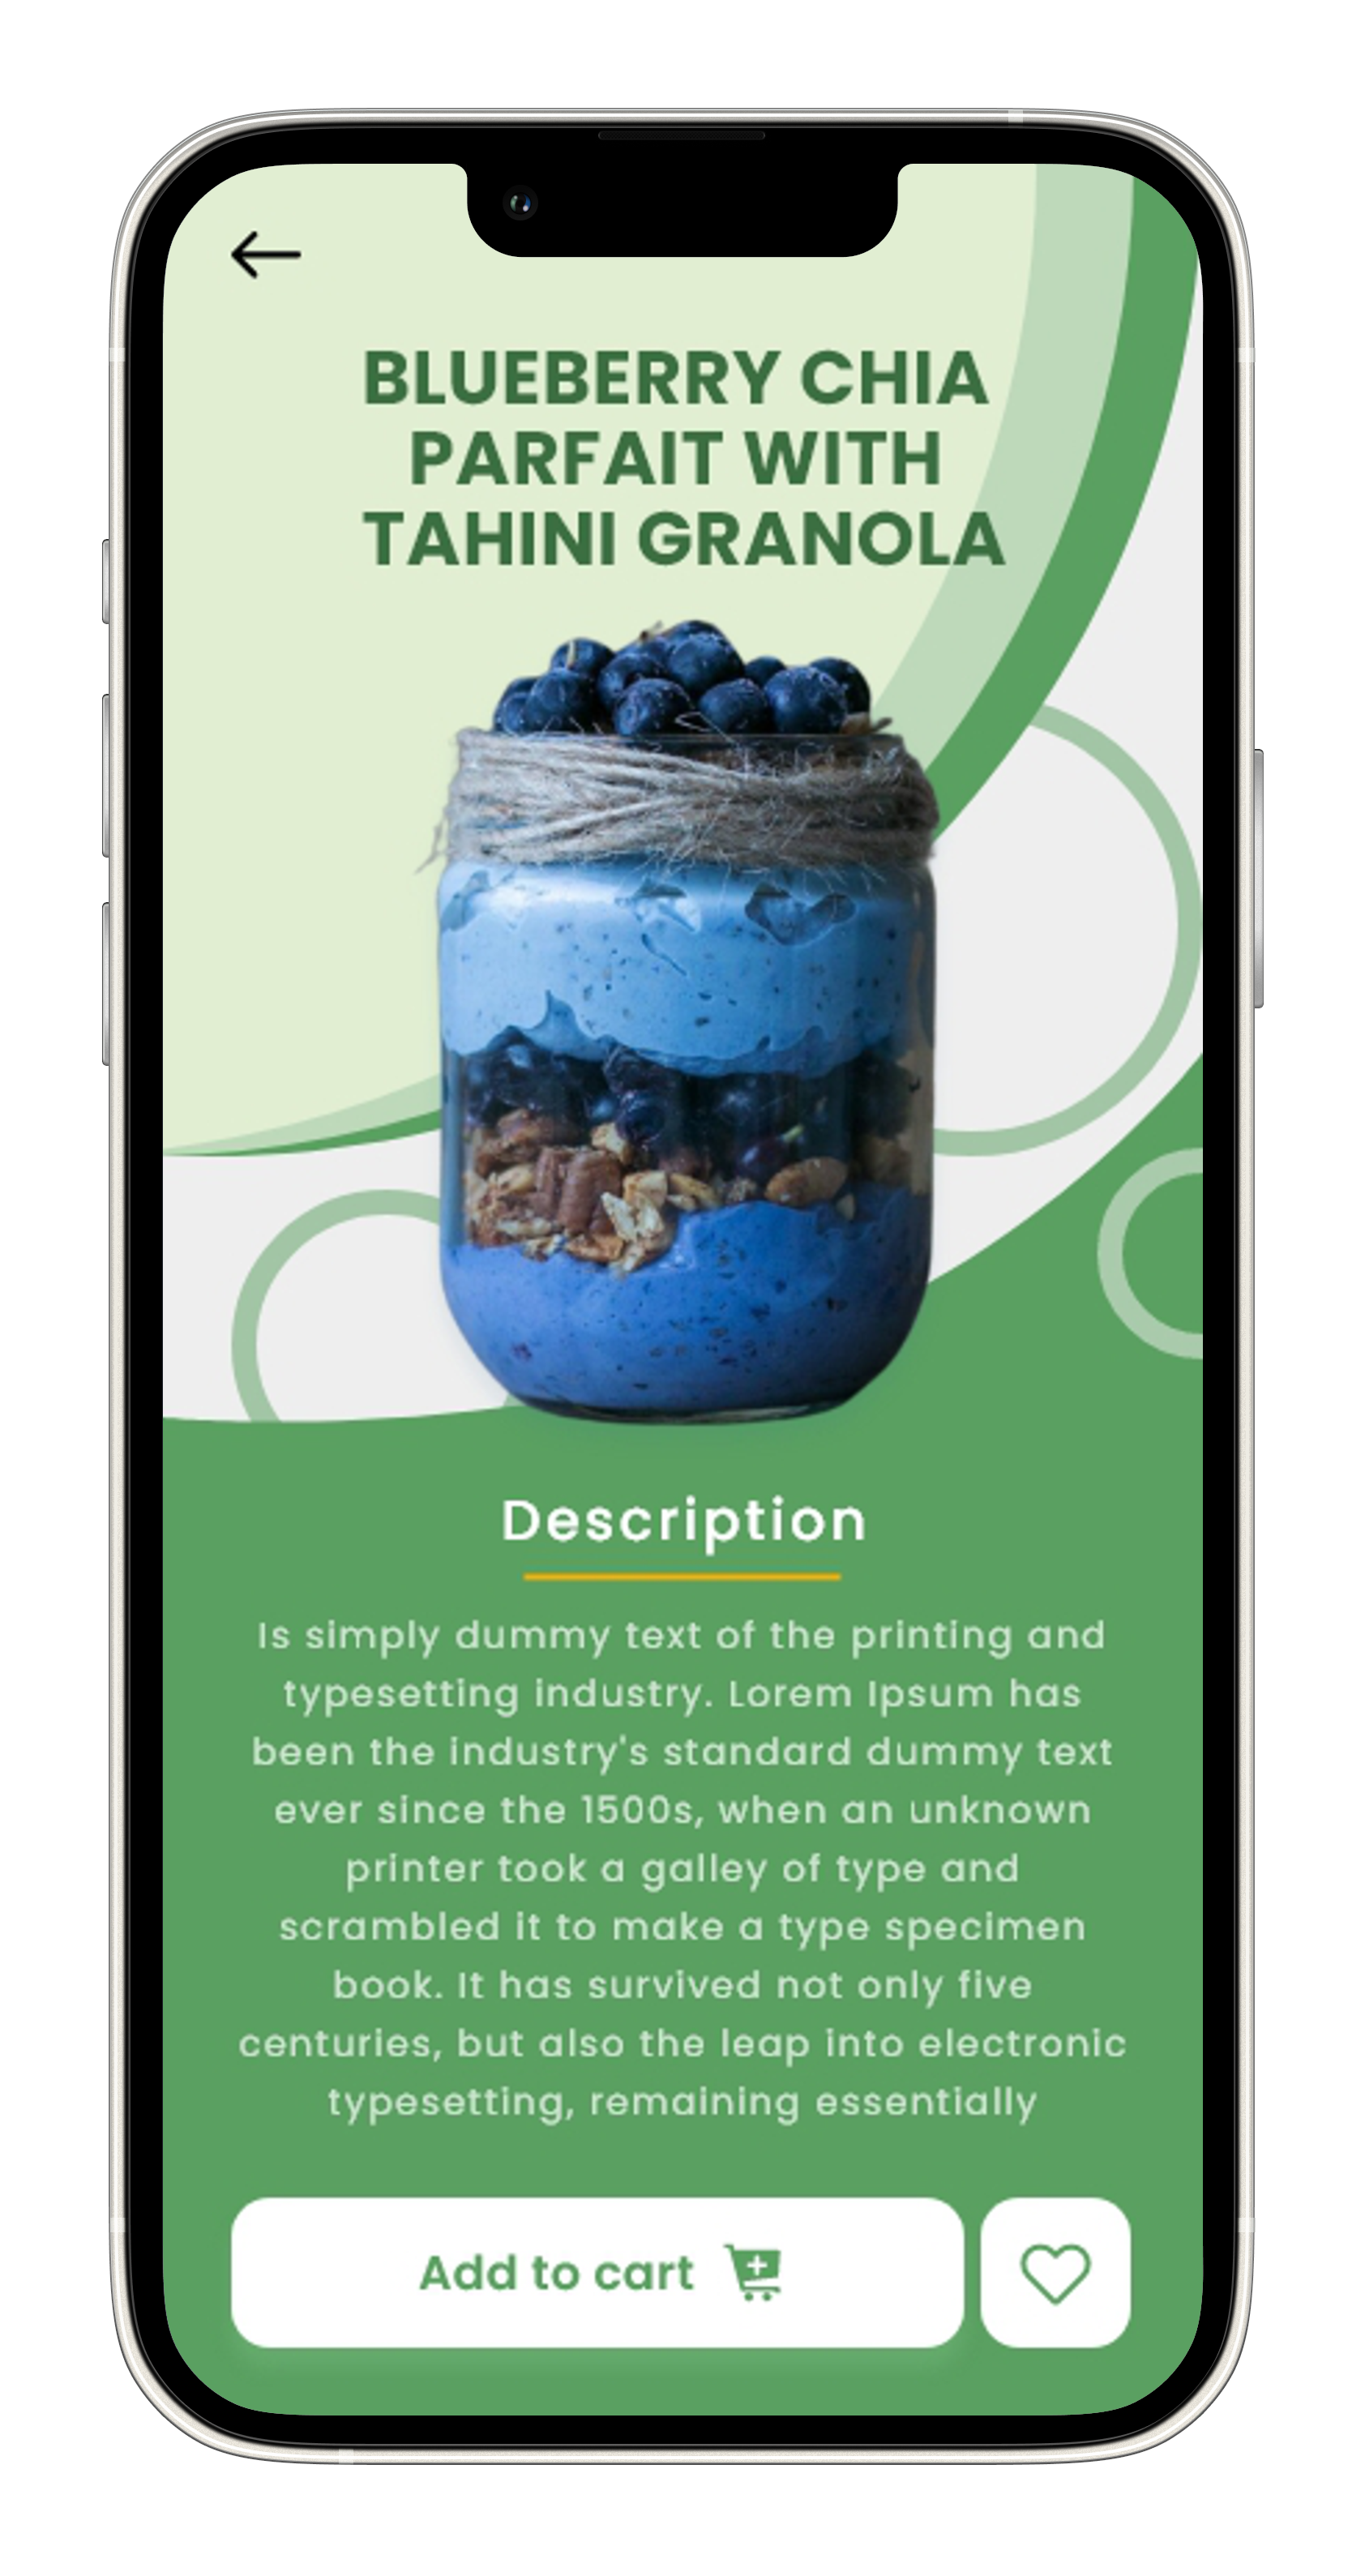 BLUEBERRY CHIA
PARFAIT WITH
TAHINI GRANOLA
Description
Is simply dummy text of the printing and
typesetting industry. Lorem Ipsum has
been the industry's standard dummy text
ever since the 1500s, when an unknown
printer took a galley of type and
scrambled it to make a type specimen
book. It has survived not only five
centuries, but also the leap into electronic
typesetting, remaining essentially
Add to cart